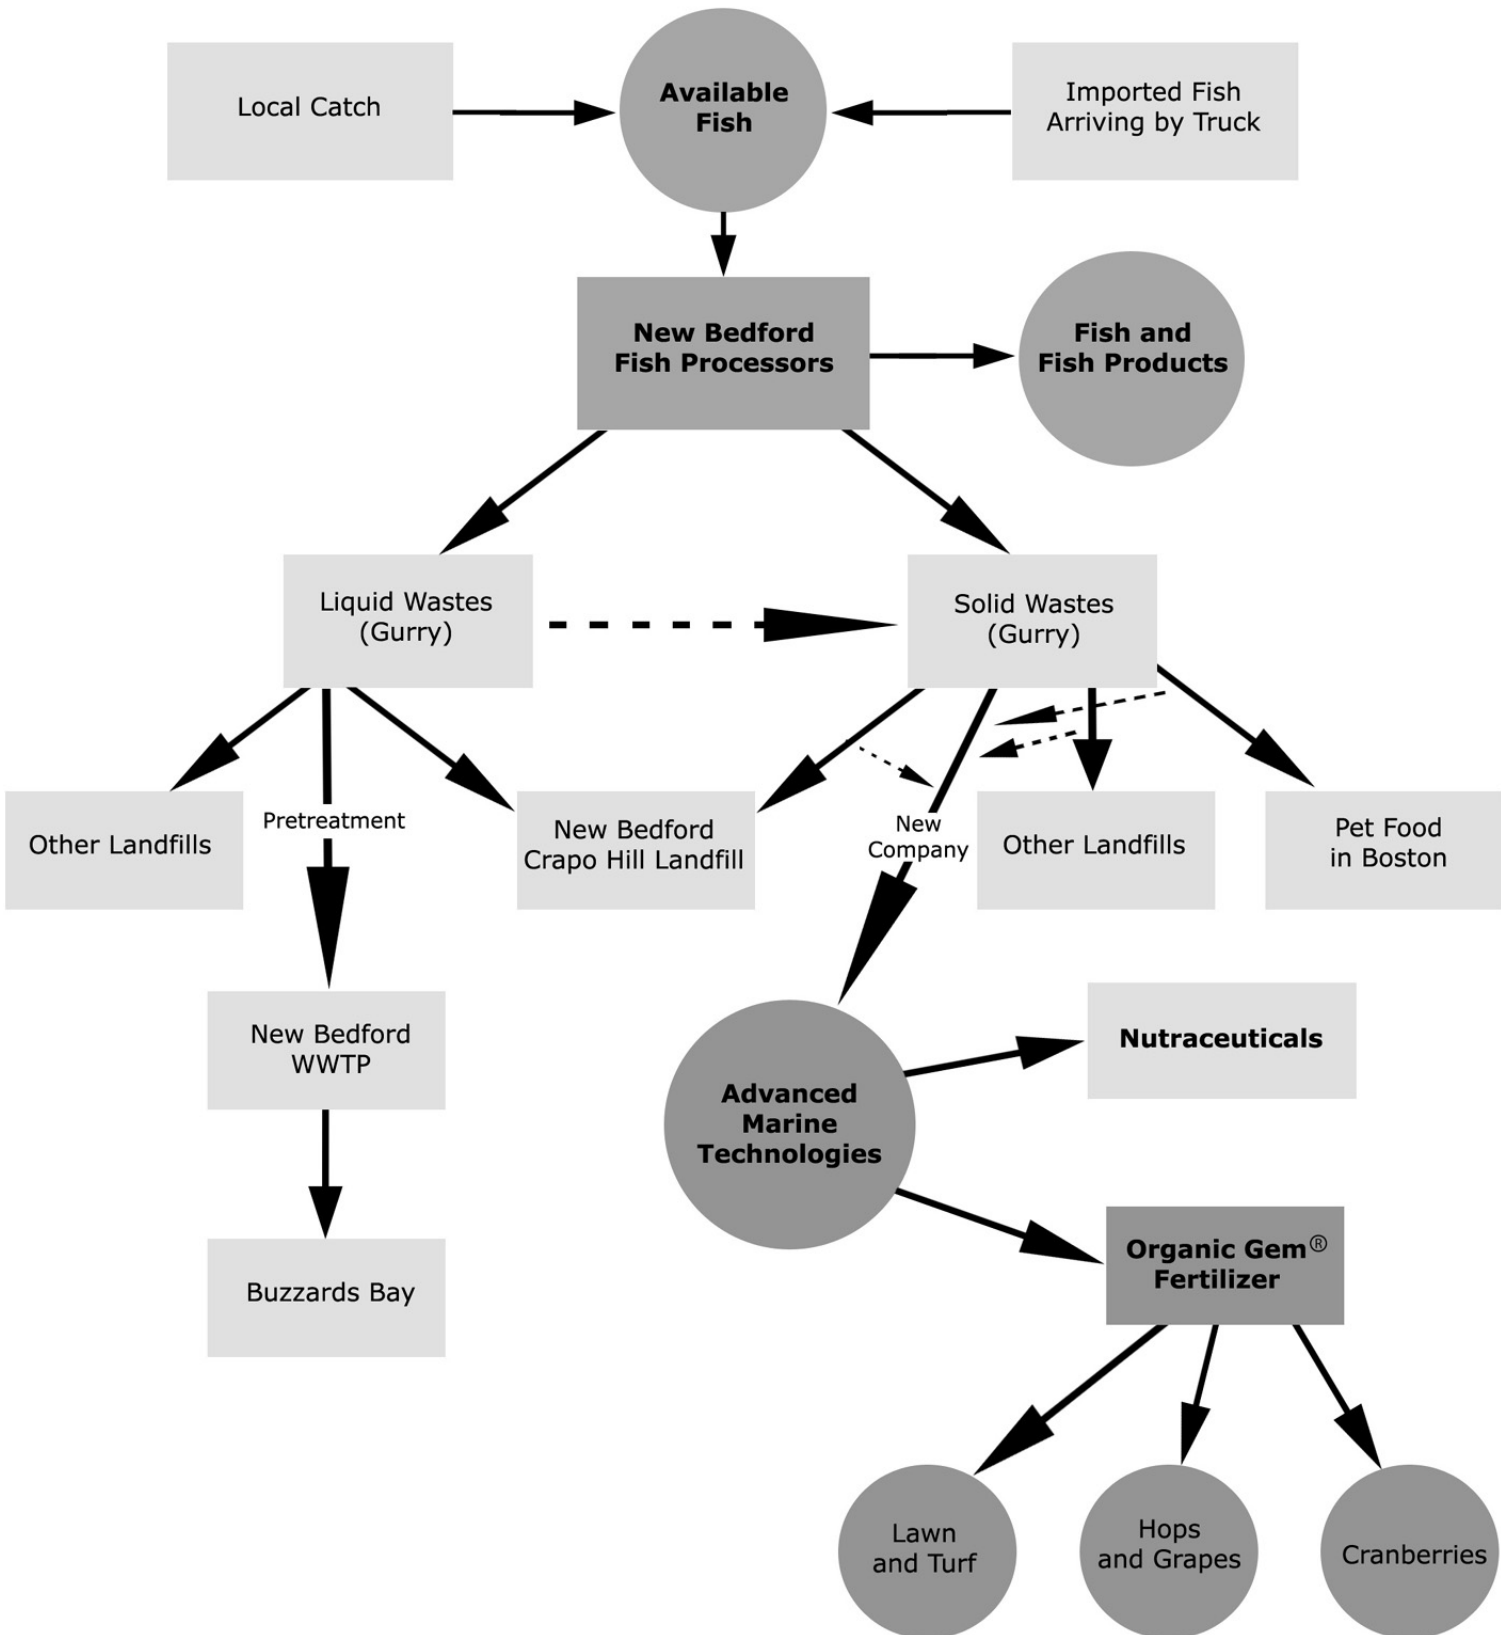 Local Catch
Available
Fish
Imported Fish
Arriving by Truck
New Bedford
Fish Processors
Fish and
Fish Products
Liquid Wastes
(Gurry)
Solid Wastes
(Gurry)
Other Landfills
Pretreatment
New Bedford
Crapo Hill Landfill
New
Company
Other Landfills
Pet Food
in Boston
New Bedford
WWTP
Advanced
Marine
Technologies
Nutraceuticals
Buzzards Bay
Organic Gem®
Fertilizer
Lawn
and Turf
Hops
and Grapes
Cranberries